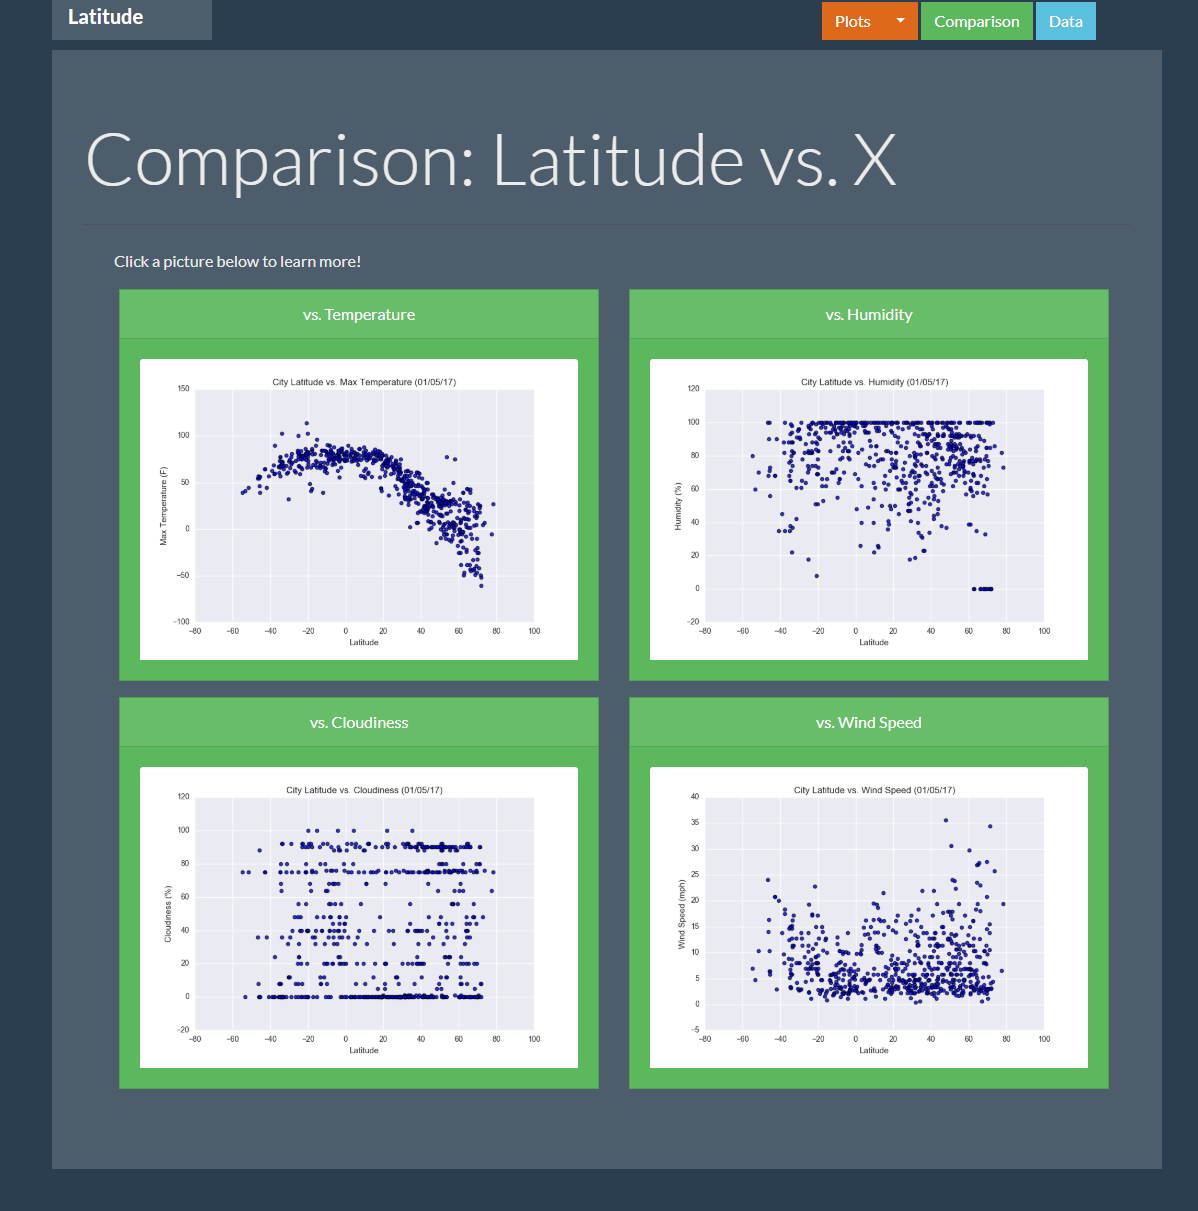 Latitude
Plots
Comparison
Data
Comparison: Latitude vs. X
Click a picture below to learn more!
vs. Temperature
City Latitude vs. Max Temperature (01/05/17)
Max Temperature (F)
150
100
50
0
−50
−100
−80 −60 −40 −20 0 20 40 60 80 100
Latitude
vs. Humidity
City Latitude vs. Humidity (01/05/17)
Humidity (%)
120
100
80
60
40
20
0
−20
−80 −60 −40 −20 0 20 40 60 80 100
Latitude
vs. Cloudiness
City Latitude vs. Cloudiness (01/05/17)
Cloudiness (%)
120
100
80
60
40
20
0
−20
−80 −60 −40 −20 0 20 40 60 80 100
Latitude
vs. Wind Speed
City Latitude vs. Wind Speed (01/05/17)
Wind Speed (mph)
40
35
30
25
20
15
10
5
0
−5
−80 −60 −40 −20 0 20 40 60 80 100
Latitude